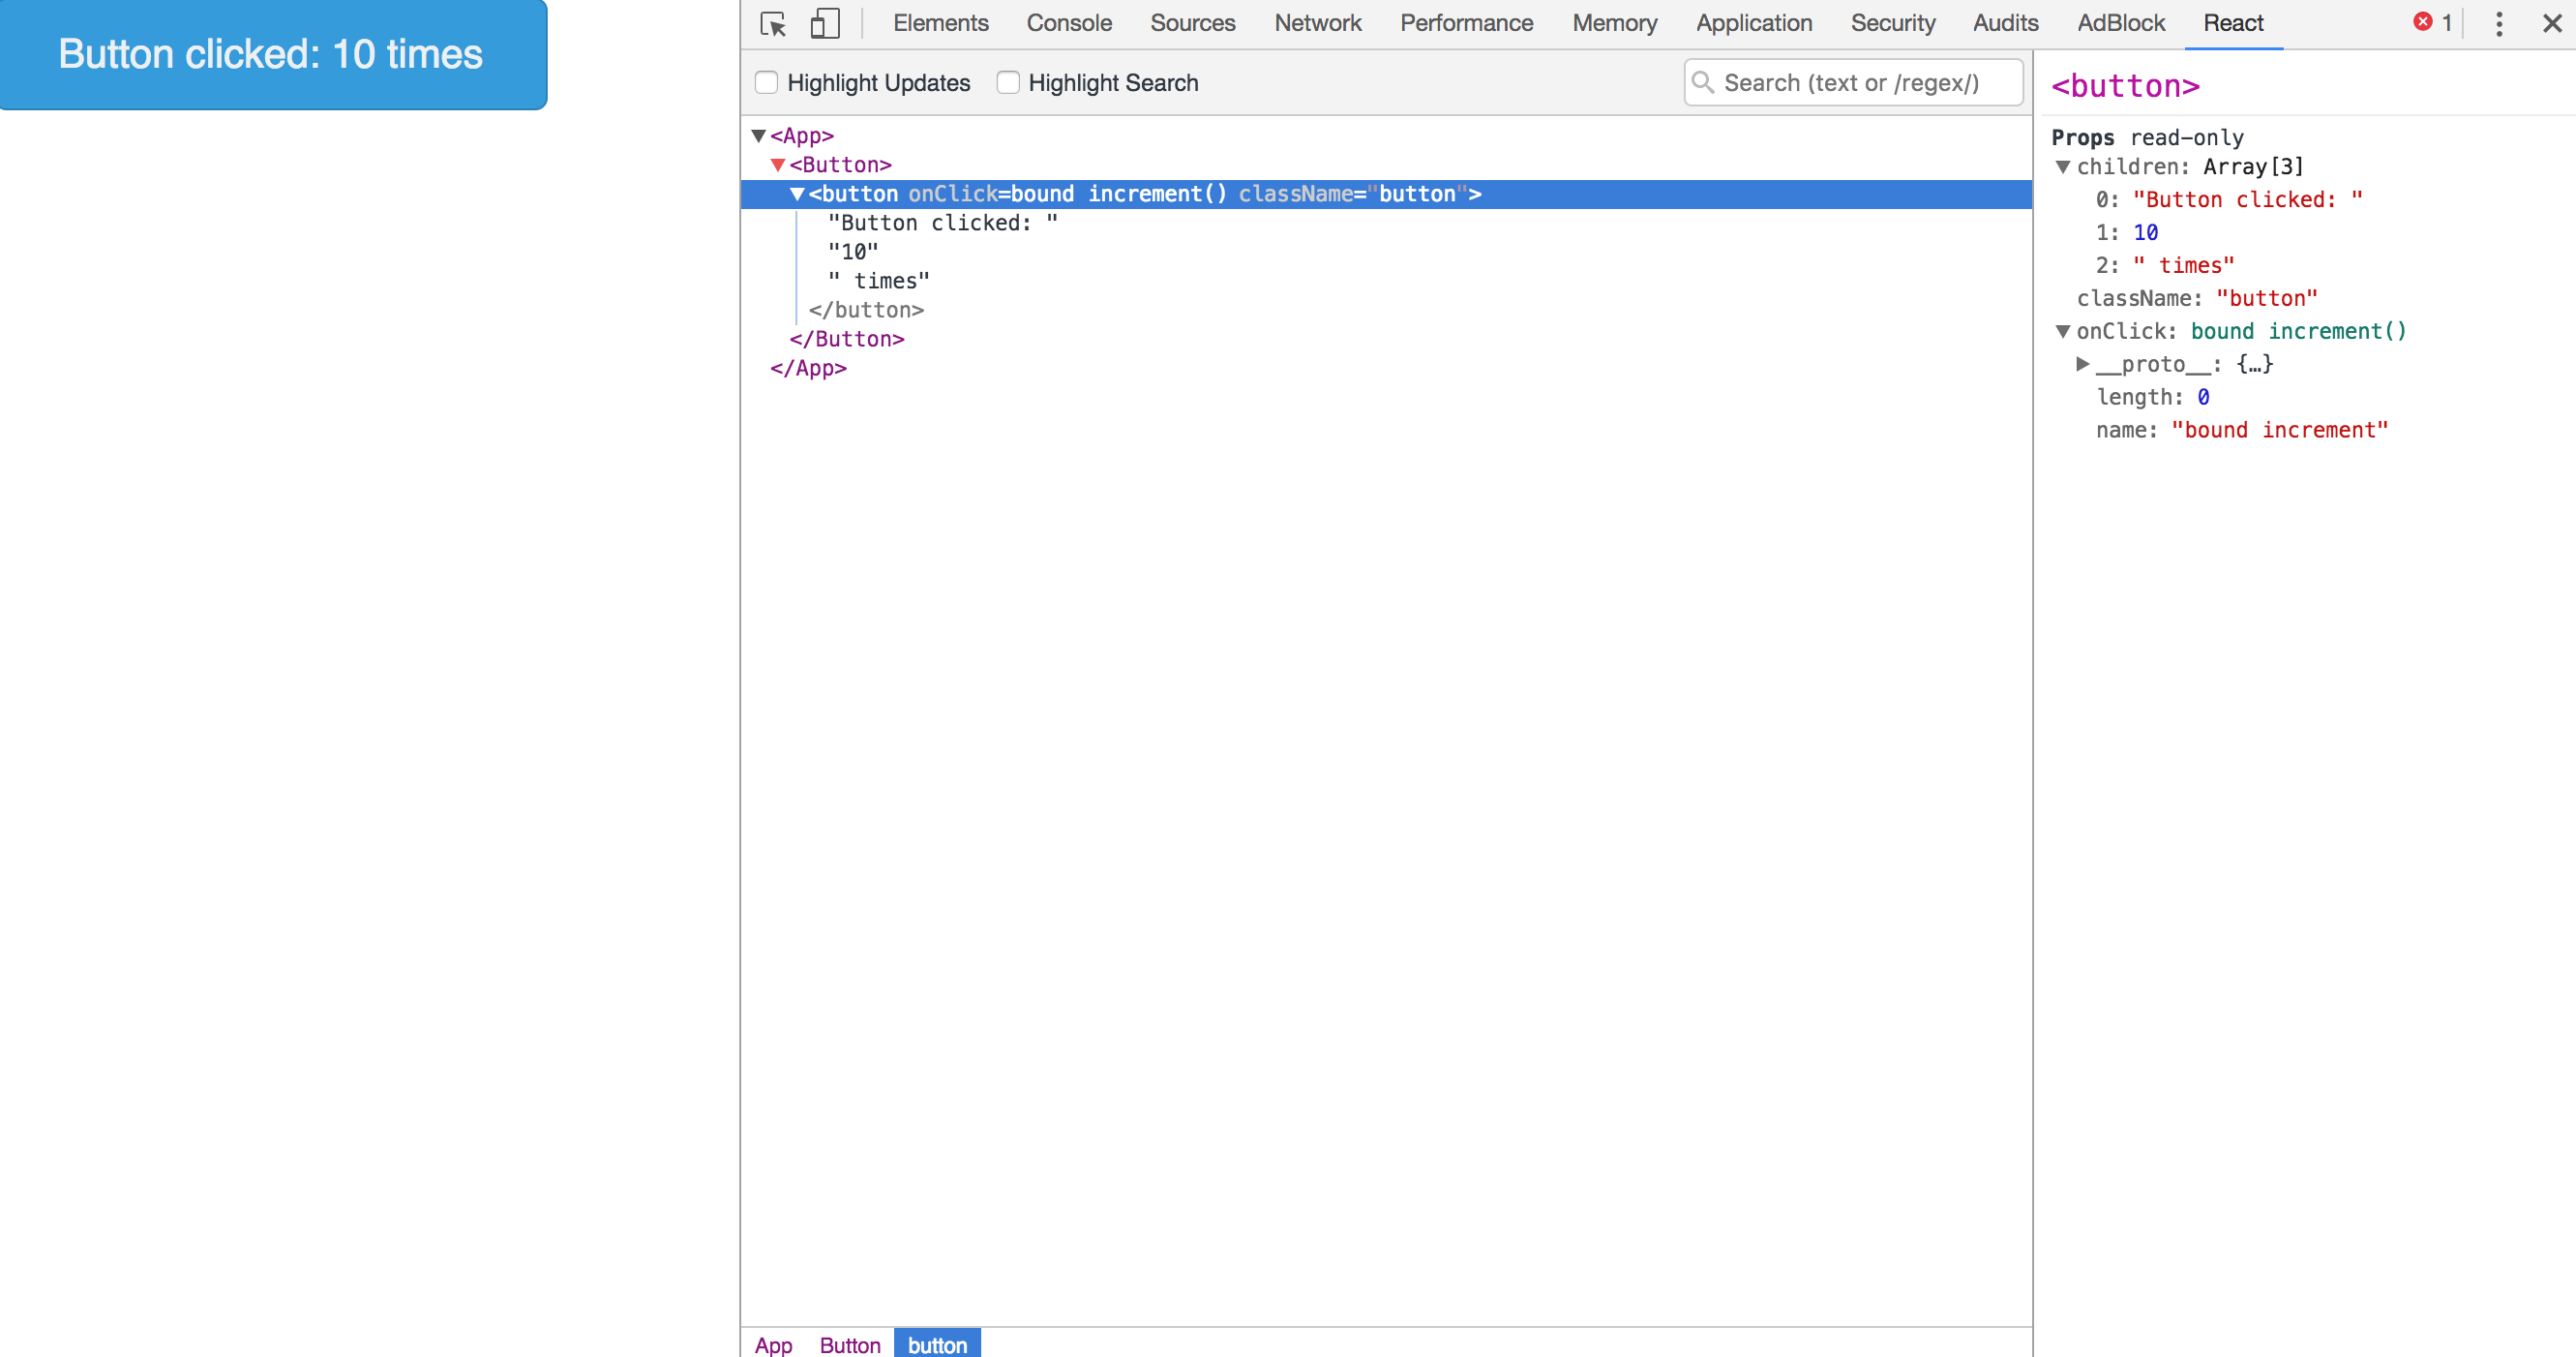 Button clicked: 10 times
Elements Console Sources Network Performance Memory Application Security Audits AdBlock React 1
Highlight Updates Highlight Search Search (text or /regex/)
<App>
<Button>
<button onClick=bound increment() className="button">
"Button clicked: "
"10"
" times"
</button>
</Button>
</App>
App Button button
<button>
Props read-only
children: Array[3]
0: "Button clicked: "
1: 10
2: " times"
className: "button"
onClick: bound increment()
__proto__: {…}
length: 0
name: "bound increment"